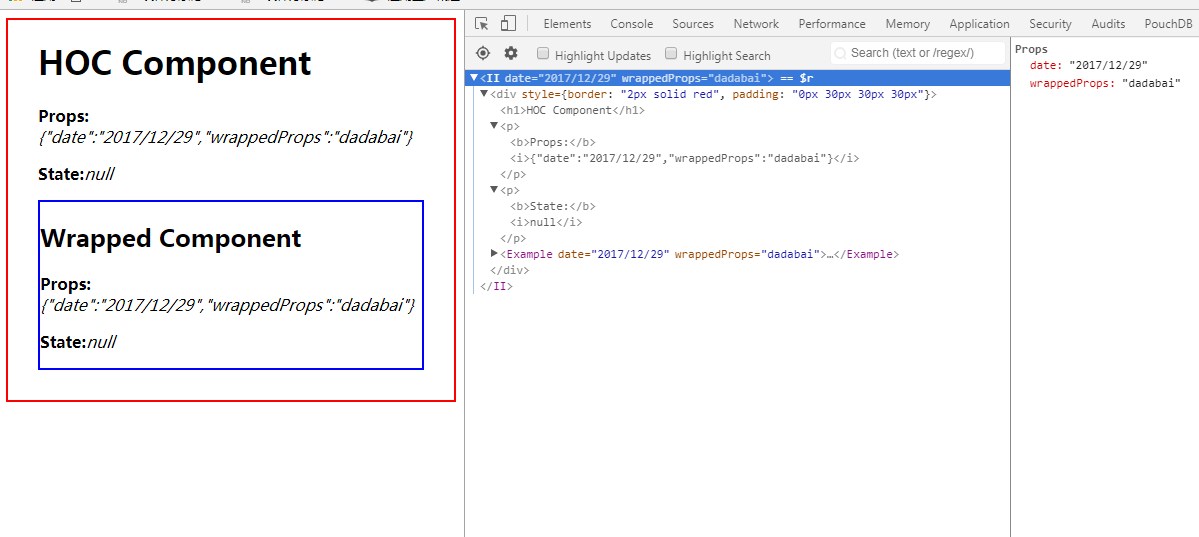 HOC Component
Props:
{"date":"2017/12/29","wrappedProps":"dadabai"}
State:null
Wrapped Component
Props:
{"date":"2017/12/29","wrappedProps":"dadabai"}
State:null
Elements Console Sources Network Performance Memory Application Security Audits PouchDB
Highlight Updates Highlight Search Search (text or /regex/)
<II date="2017/12/29" wrappedProps="dadabai"> == $r
<div style={border: "2px solid red", padding: "0px 30px 30px 30px"}>
<h1>HOC Component</h1>
<p>
<b>Props:</b>
<i>{"date":"2017/12/29","wrappedProps":"dadabai"}</i>
</p>
<p>
<b>State:</b>
<i>null</i>
</p>
<Example date="2017/12/29" wrappedProps="dadabai">…</Example>
</div>
</II>
Props
date: "2017/12/29"
wrappedProps: "dadabai"